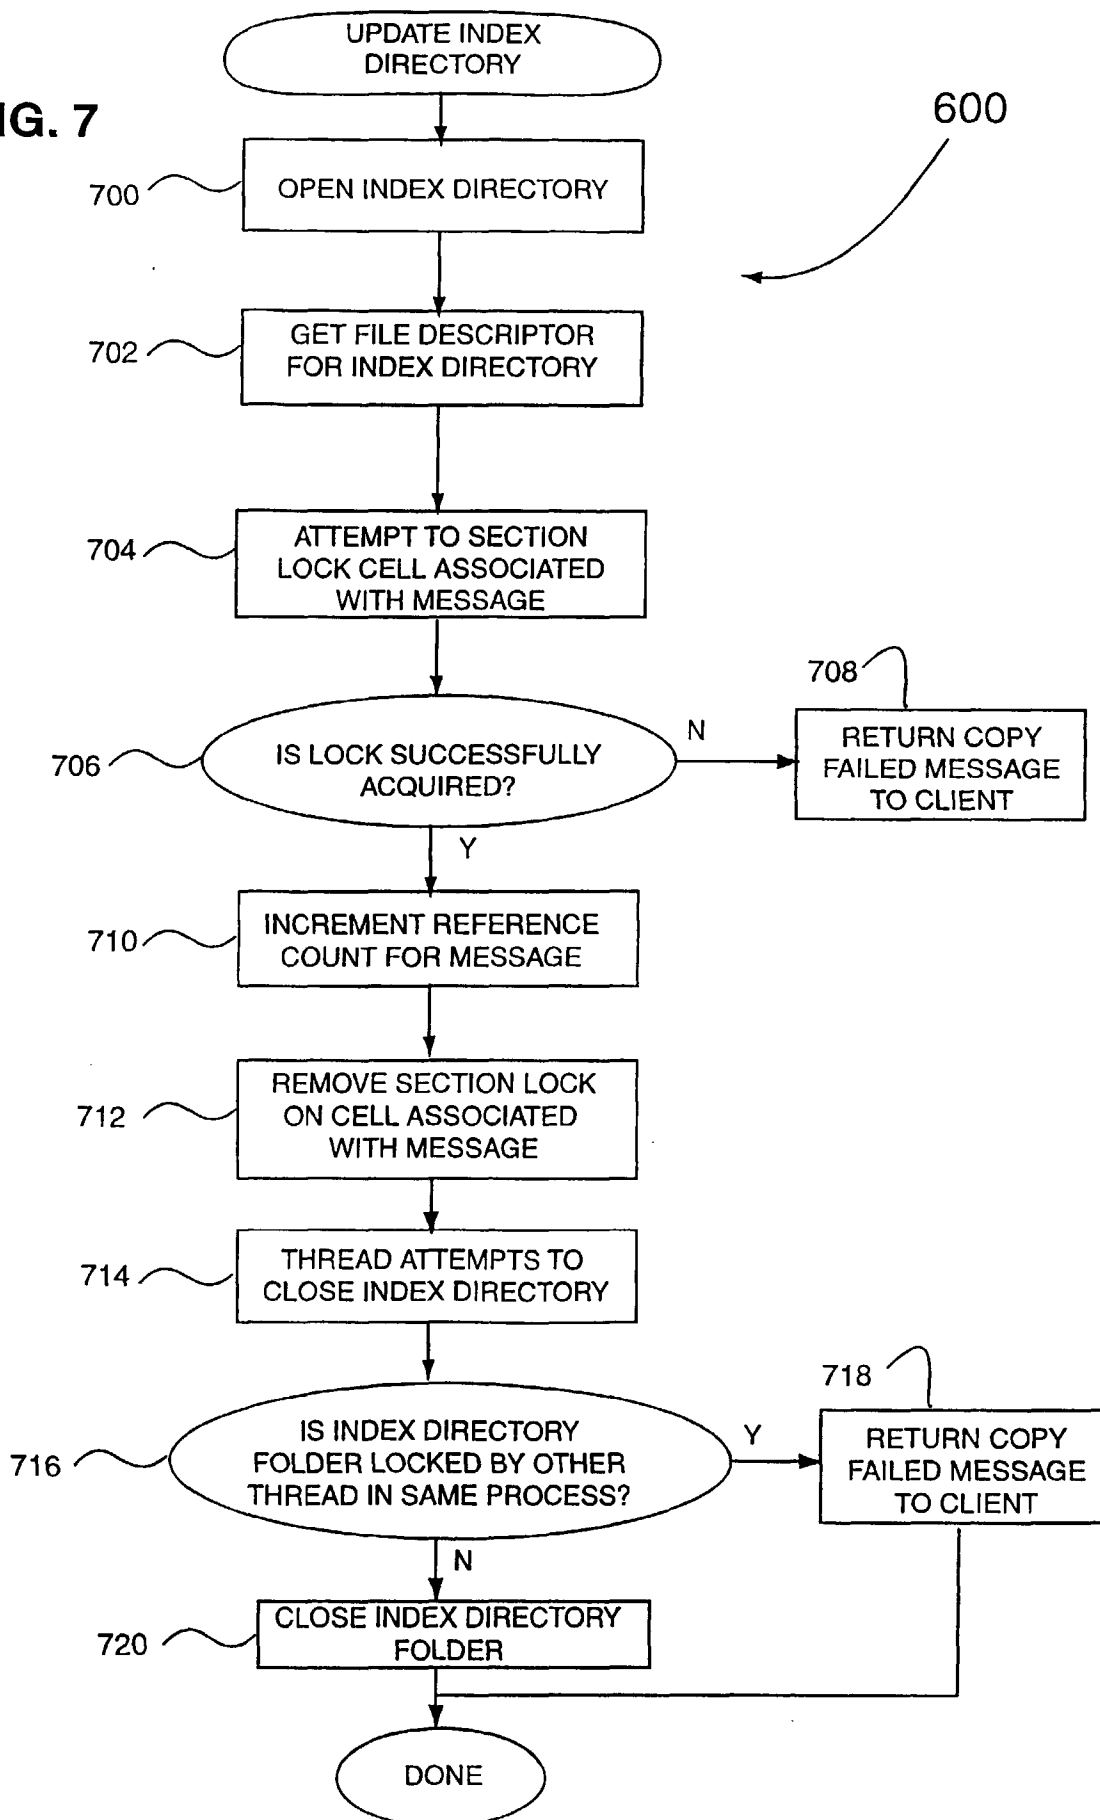 UPDATE INDEX
DIRECTORY
IG. 7
600
700
OPEN INDEX DIRECTORY
702
GET FILE DESCRIPTOR
FOR INDEX DIRECTORY
704
ATTEMPT TO SECTION
LOCK CELL ASSOCIATED
WITH MESSAGE
706
IS LOCK SUCCESSFULLY
ACQUIRED?
N
708
RETURN COPY
FAILED MESSAGE
TO CLIENT
Y
710
INCREMENT REFERENCE
COUNT FOR MESSAGE
712
REMOVE SECTION LOCK
ON CELL ASSOCIATED
WITH MESSAGE
714
THREAD ATTEMPTS TO
CLOSE INDEX DIRECTORY
716
IS INDEX DIRECTORY
FOLDER LOCKED BY OTHER
THREAD IN SAME PROCESS?
Y
718
RETURN COPY
FAILED MESSAGE
TO CLIENT
N
720
CLOSE INDEX DIRECTORY
FOLDER
DONE